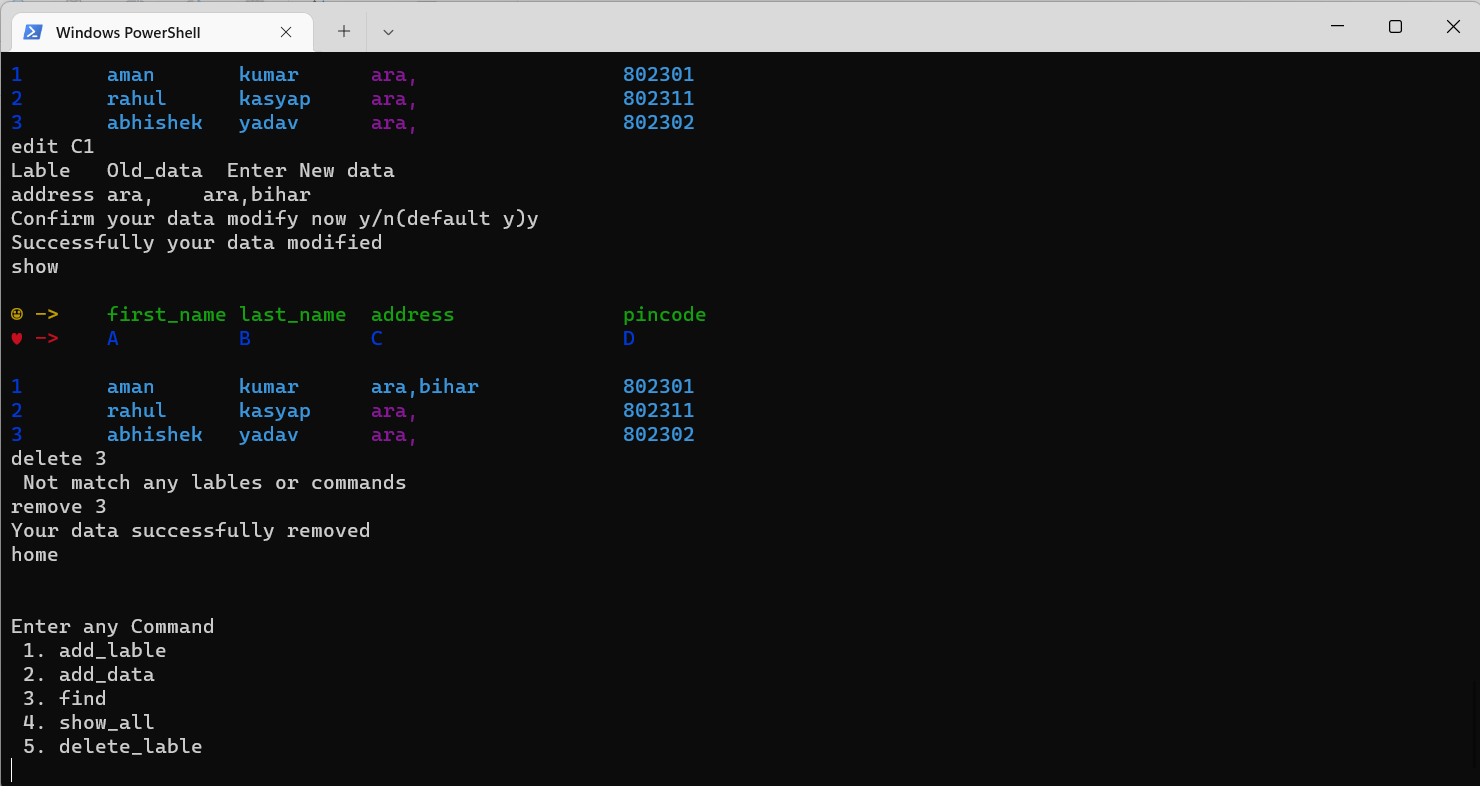 Windows PowerShell
1 aman kumar ara, 802301
2 rahul kasyap ara, 802311
3 abhishek yadav ara, 802302
edit C1
Lable Old_data Enter New data
address ara, ara,bihar
Confirm your data modify now y/n(default y)y
Successfully your data modified
show
☻ -> first_name last_name address pincode
♥ -> A B C D
1 aman kumar ara,bihar 802301
2 rahul kasyap ara, 802311
3 abhishek yadav ara, 802302
delete 3
Not match any lables or commands
remove 3
Your data successfully removed
home
Enter any Command
1. add_lable
2. add_data
3. find
4. show_all
5. delete_lable